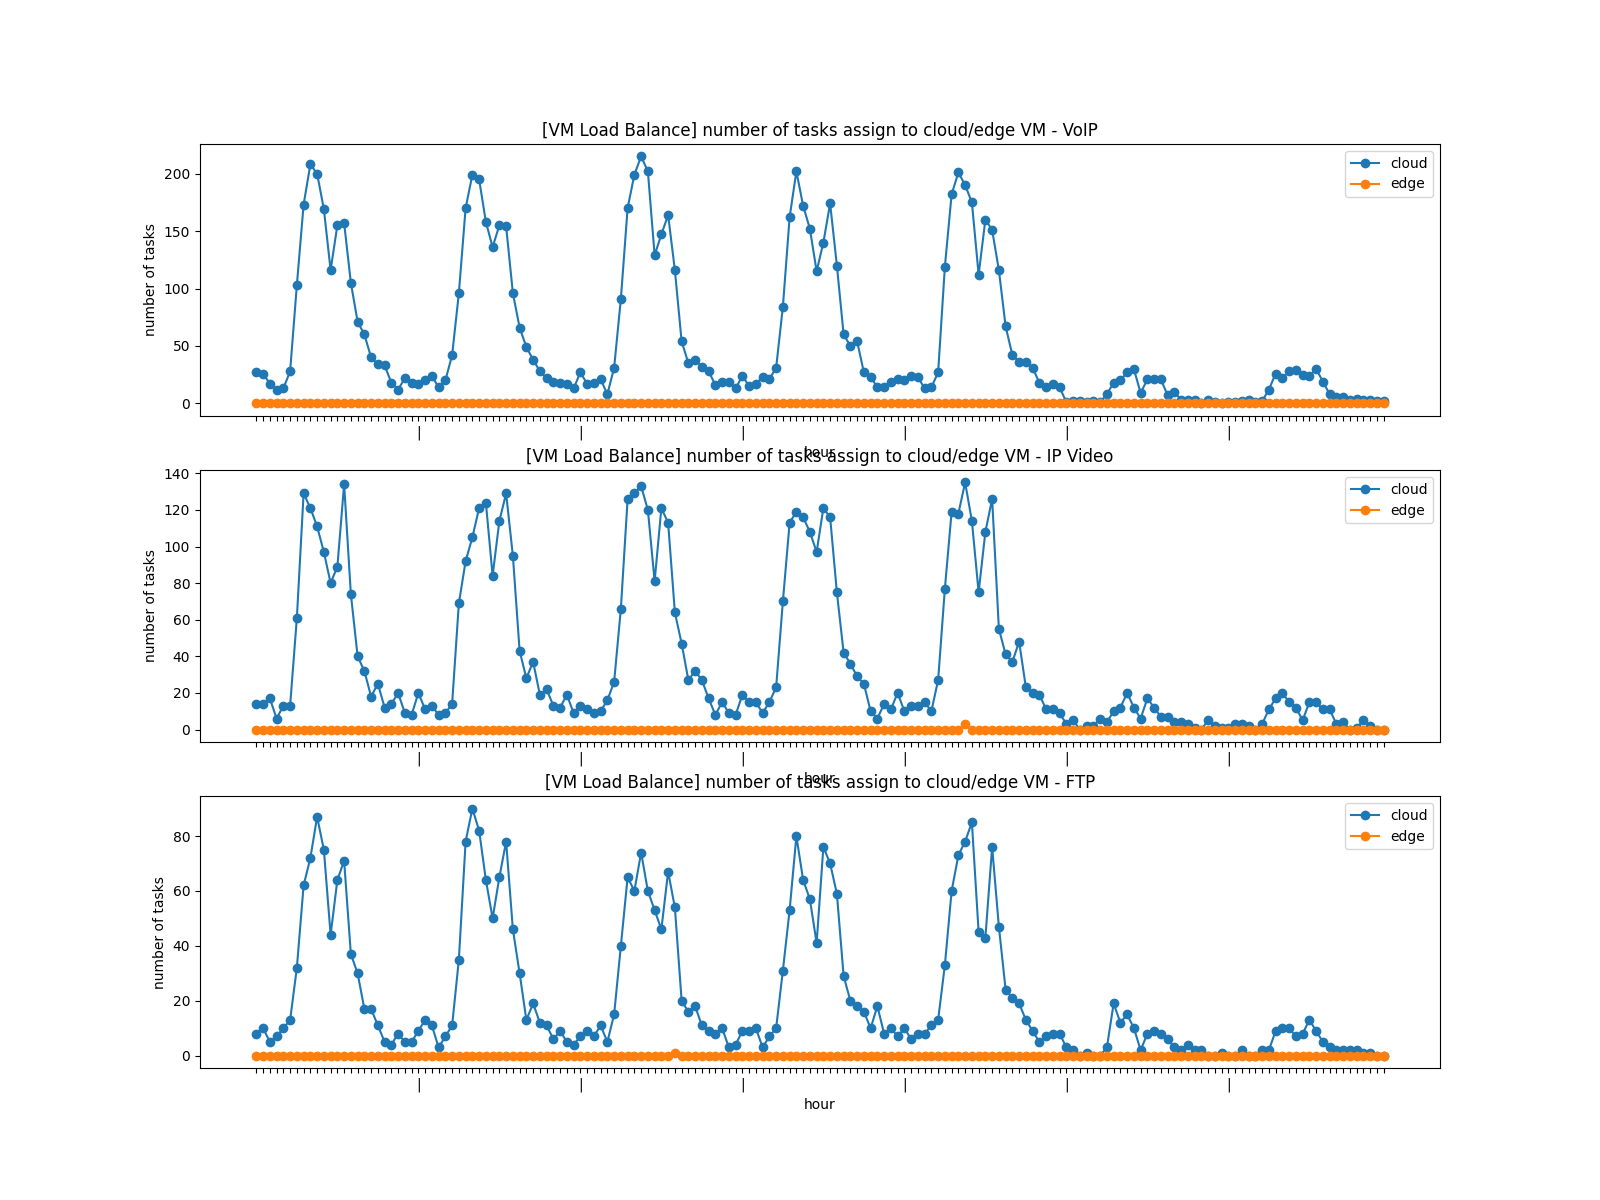 [VM Load Balance] number of tasks assign to cloud/edge VM - VoIP
number of tasks
200
150
100
50
0
cloud
edge
hour
[VM Load Balance] number of tasks assign to cloud/edge VM - IP Video
number of tasks
140
120
100
80
60
40
20
0
cloud
edge
hour
[VM Load Balance] number of tasks assign to cloud/edge VM - FTP
number of tasks
80
60
40
20
0
cloud
edge
hour